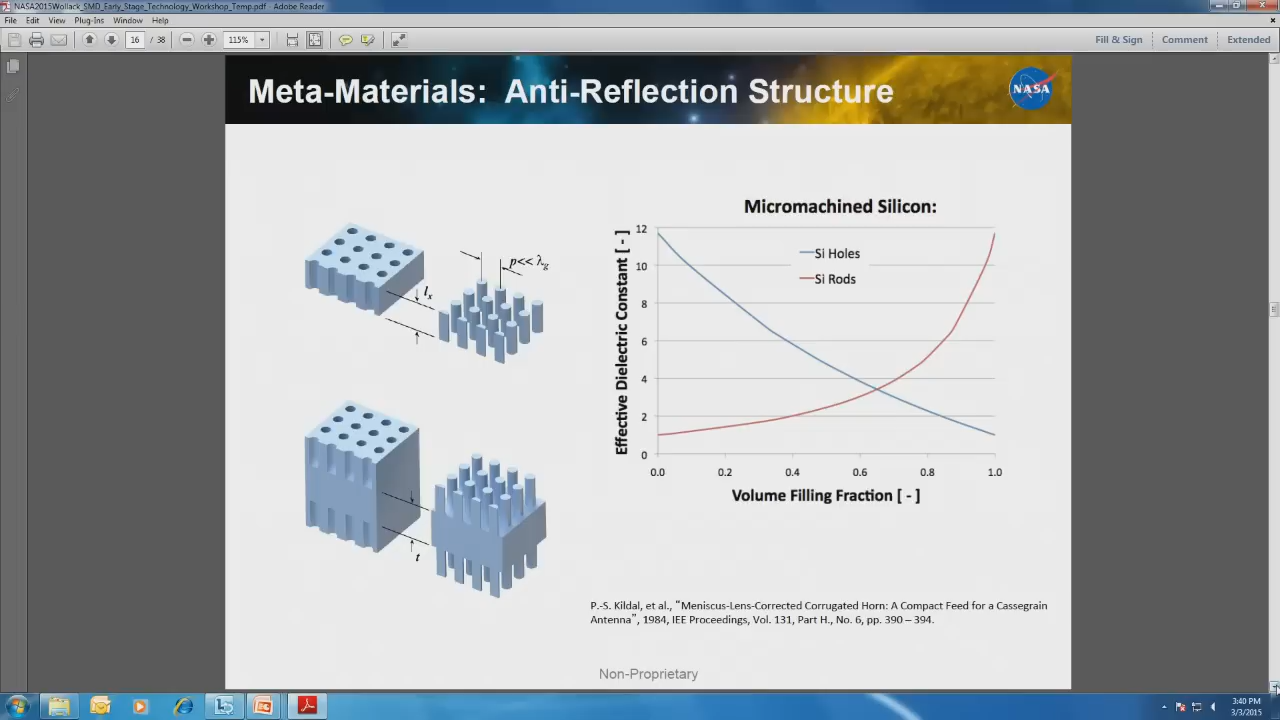 NASA2015Wollack_SMD_Early_Stage_Technology_Workshop_Temp.pdf - Adobe Reader
File Edit View Plug-Ins Window Help
16 / 38 115% Fill & Sign Comment Extended
Meta-Materials: Anti-Reflection Structure
NASA
p<< λg
lx
t
Micromachined Silicon:
Effective Dielectric Constant [ - ]
12
10
8
6
4
2
0
Si Holes
Si Rods
0.0 0.2 0.4 0.6 0.8 1.0
Volume Filling Fraction [ - ]
P.-S. Kildal, et al., “Meniscus-Lens-Corrected Corrugated Horn: A Compact Feed for a Cassegrain
Antenna”, 1984, IEE Proceedings, Vol. 131, Part H., No. 6, pp. 390 – 394.
Non-Proprietary
3:40 PM
3/3/2015